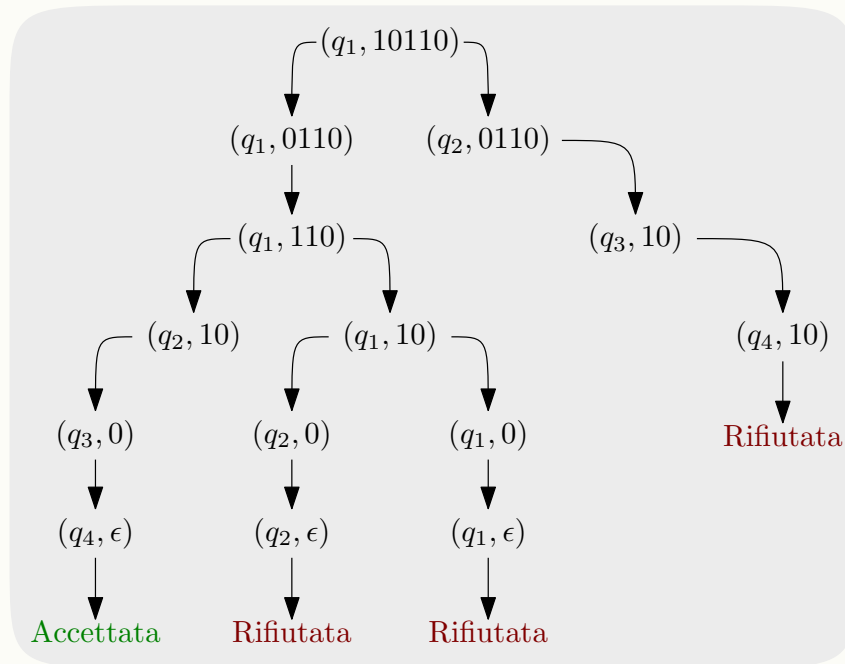 (q₁, 10110)
(q₁, 0110) (q₂, 0110)
(q₁, 110) (q₃, 10)
(q₂, 10) (q₁, 10) (q₄, 10)
(q₃, 0) (q₂, 0) (q₁, 0) Rifiutata
(q₄, ϵ) (q₂, ϵ) (q₁, ϵ)
Accettata Rifiutata Rifiutata